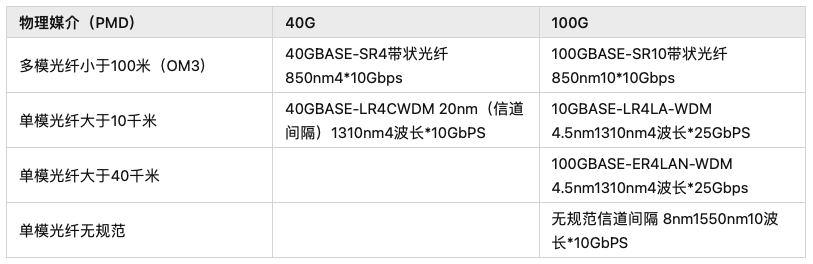 物理媒介（PMD） 40G 100G
多模光纤小于100米（OM3） 40GBASE-SR4带状光纤 100GBASE-SR10带状光纤
850nm4*10Gbps 850nm10*10Gbps
单模光纤大于10千米 40GBASE-LR4CWDM 20nm（信道 10GBASE-LR4LA-WDM
间隔）1310nm4波长*10GbPS 4.5nm1310nm4波长*25GbPS
单模光纤大于40千米 100GBASE-ER4LAN-WDM
4.5nm1310nm4波长*25Gbps
单模光纤无规范 无规范信道间隔 8nm1550nm10波
长*10GbPS